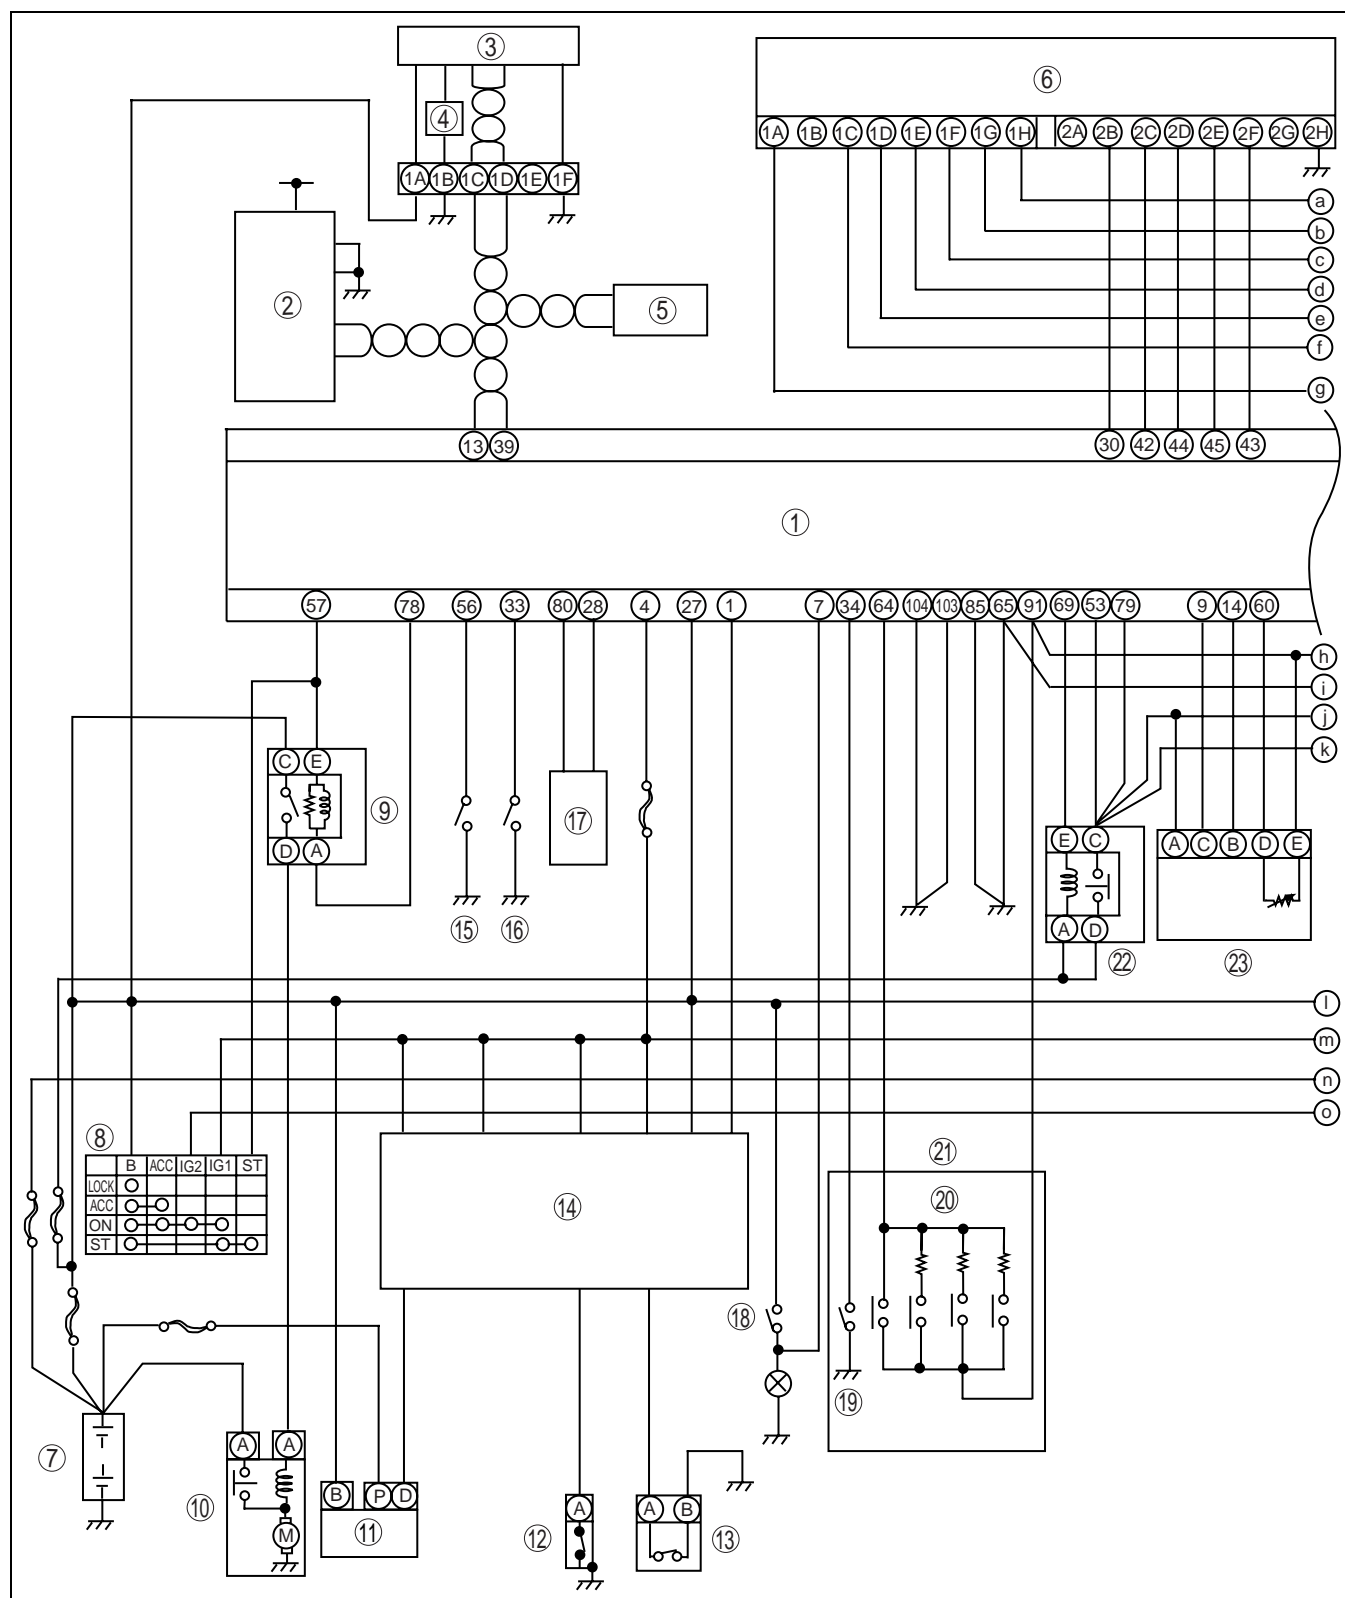 ③
⑥
④
1A 1B 1C 1D 1E 1F 1G 1H 2A 2B 2C 2D 2E 2F 2G 2H
1A 1B 1C 1D 1E 1F
a
b
c
②
d
⑤
e
f
g
13 39 30 42 44 45 43
①
57 78 56 33 80 28 4 27 1 7 34 64 104 103 85 65 91 69 53 79 9 14 60
h
i
j
k
C E
⑨
⑰
D A
E C
A C B D E
⑮ ⑯
A D
㉒ ㉓
l
m
n
o
⑧
B ACC IG2 IG1 ST
LOCK
ACC
ON
ST
㉑
⑳
⑭
⑱
⑲
⑦
A A
B P D
⑩
M
⑪
A
⑫
A B
⑬